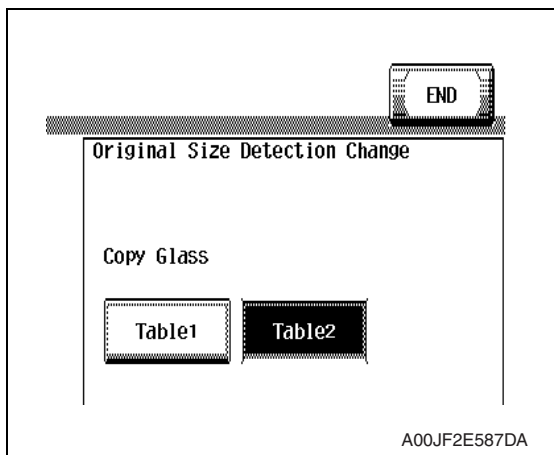 END
Original Size Detection Change
Copy Glass
Table1 Table2
A00JF2E587DA